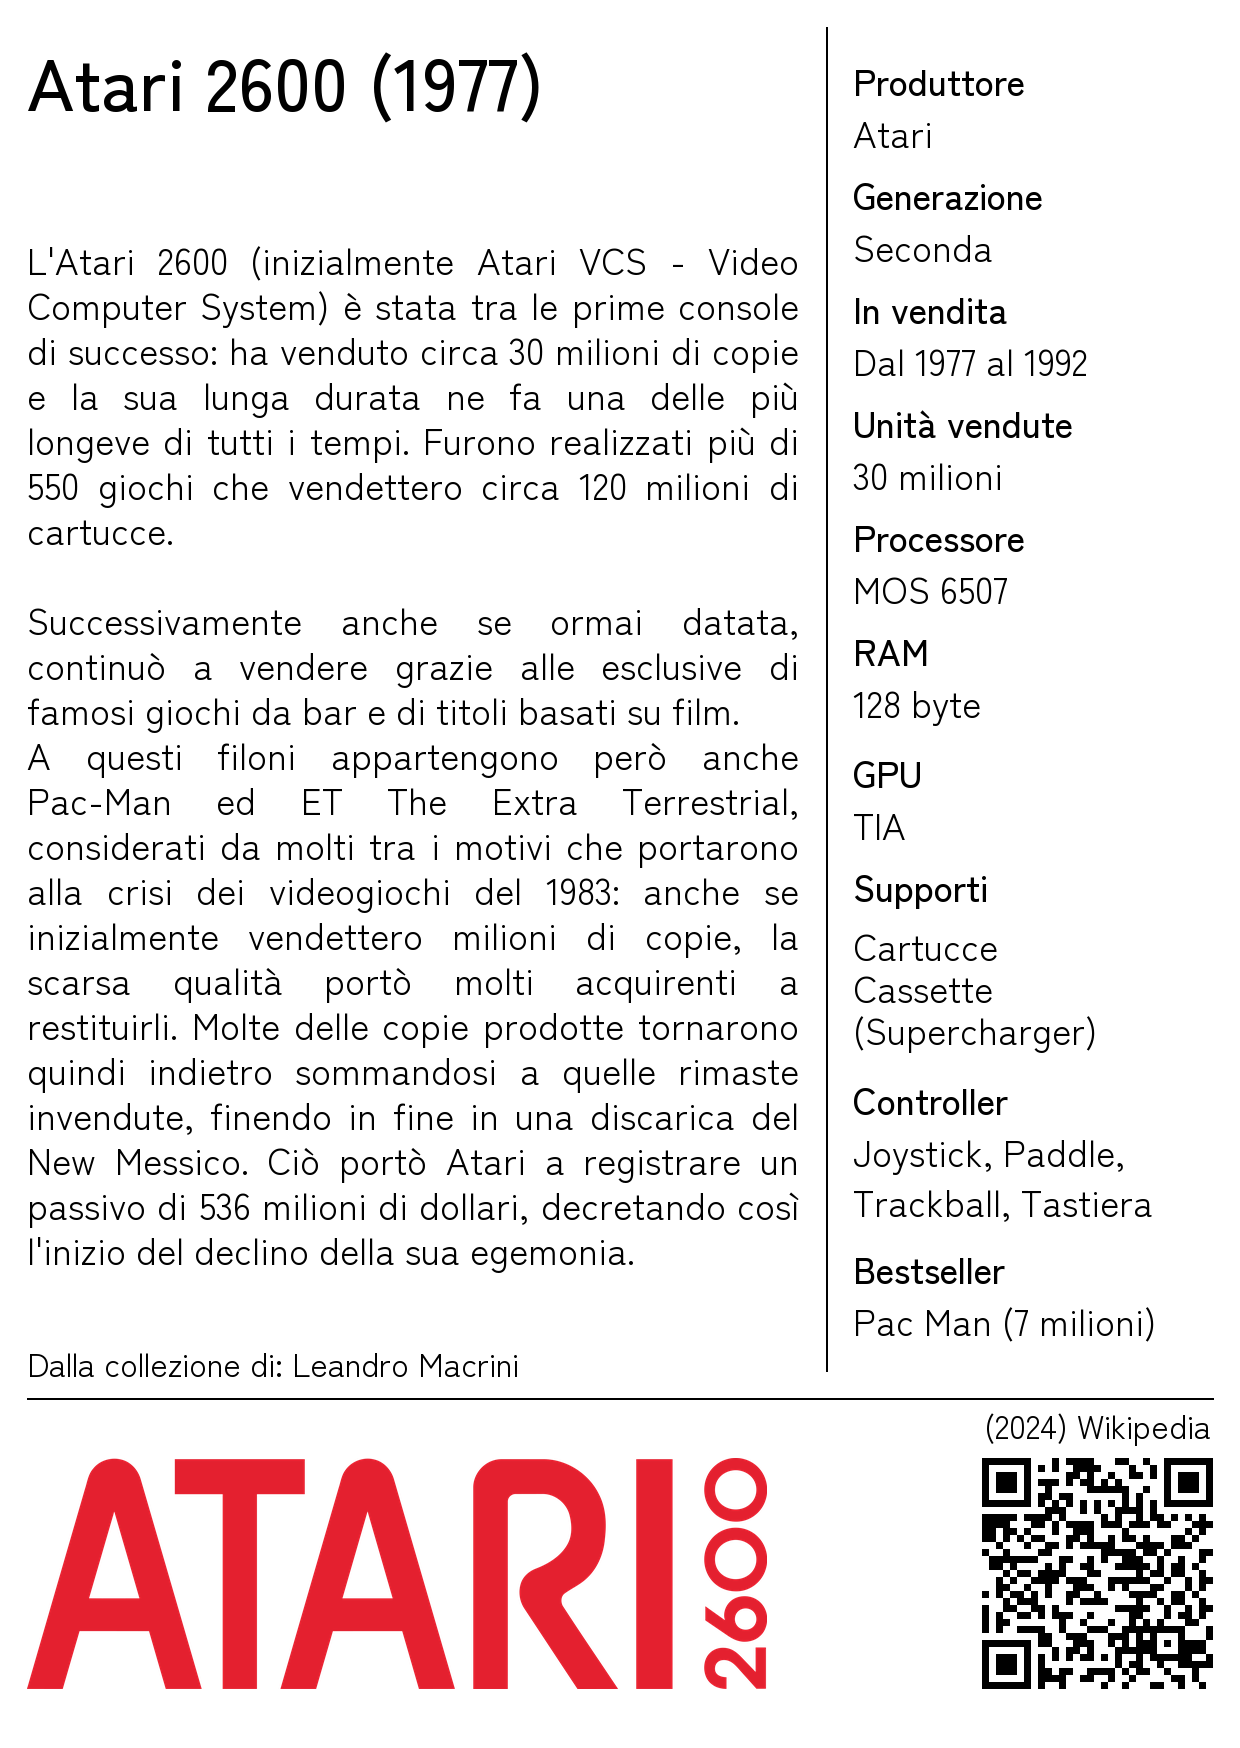 Atari 2600 (1977)
L'Atari 2600 (inizialmente Atari VCS - Video
Computer System) è stata tra le prime console
di successo: ha venduto circa 30 milioni di copie
e la sua lunga durata ne fa una delle più
longeve di tutti i tempi. Furono realizzati più di
550 giochi che vendettero circa 120 milioni di
cartucce.
Successivamente anche se ormai datata,
continuò a vendere grazie alle esclusive di
famosi giochi da bar e di titoli basati su film.
A questi filoni appartengono però anche
Pac-Man ed ET The Extra Terrestrial,
considerati da molti tra i motivi che portarono
alla crisi dei videogiochi del 1983: anche se
inizialmente vendettero milioni di copie, la
scarsa qualità portò molti acquirenti a
restituirli. Molte delle copie prodotte tornarono
quindi indietro sommandosi a quelle rimaste
invendute, finendo in fine in una discarica del
New Messico. Ciò portò Atari a registrare un
passivo di 536 milioni di dollari, decretando così
l'inizio del declino della sua egemonia.
Dalla collezione di: Leandro Macrini
Produttore
Atari
Generazione
Seconda
In vendita
Dal 1977 al 1992
Unità vendute
30 milioni
Processore
MOS 6507
RAM
128 byte
GPU
TIA
Supporti
Cartucce
Cassette
(Supercharger)
Controller
Joystick, Paddle,
Trackball, Tastiera
Bestseller
Pac Man (7 milioni)
(2024) Wikipedia
ATARI 2600